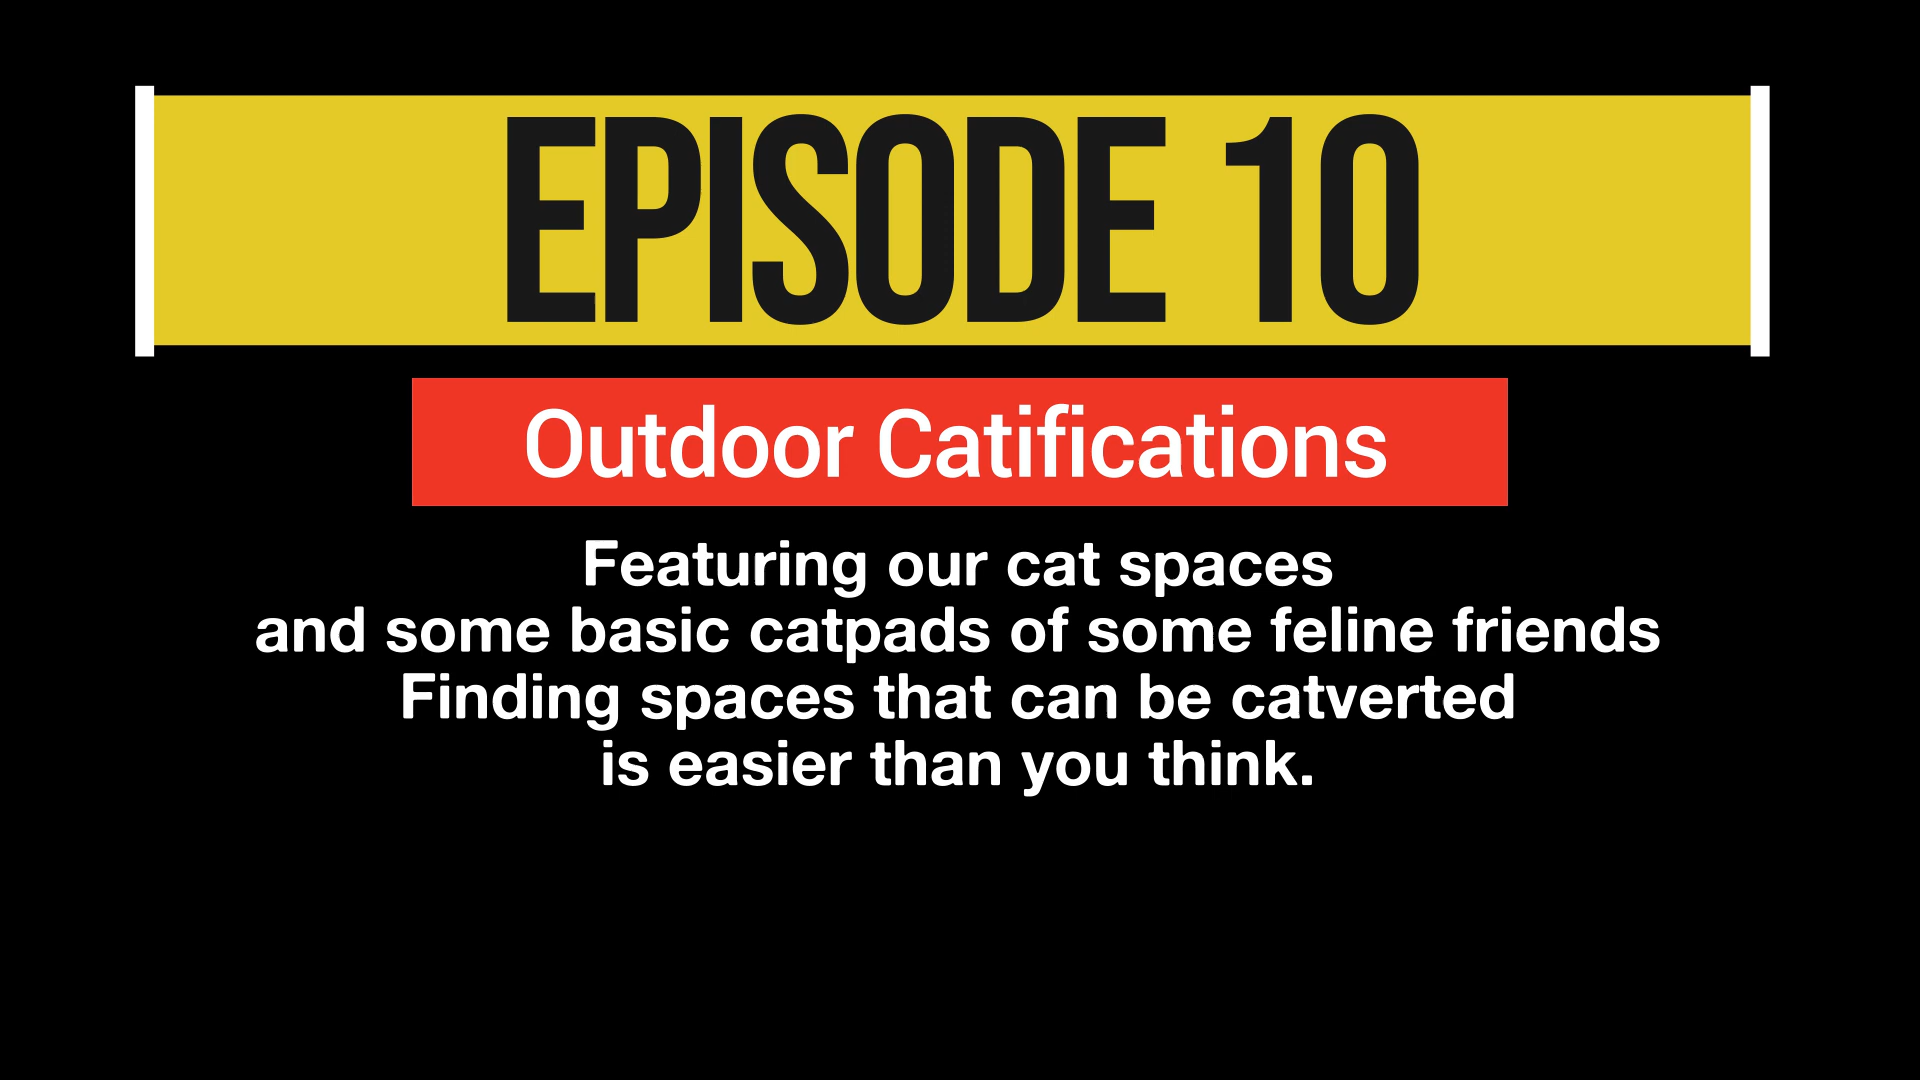 EPISODE 10
Outdoor Catifications
Featuring our cat spaces
and some basic catpads of some feline friends
Finding spaces that can be catverted
is easier than you think.